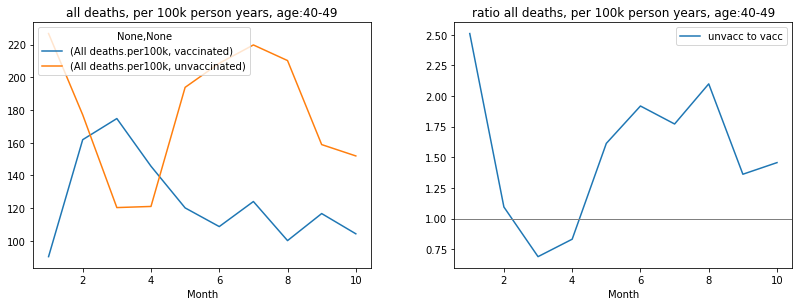 all deaths, per 100k person years, age:40-49
None,None
(All deaths.per100k, vaccinated)
(All deaths.per100k, unvaccinated)
220
200
180
160
140
120
100
2 4 6 8 10
Month
ratio all deaths, per 100k person years, age:40-49
unvacc to vacc
2.50
2.25
2.00
1.75
1.50
1.25
1.00
0.75
2 4 6 8 10
Month